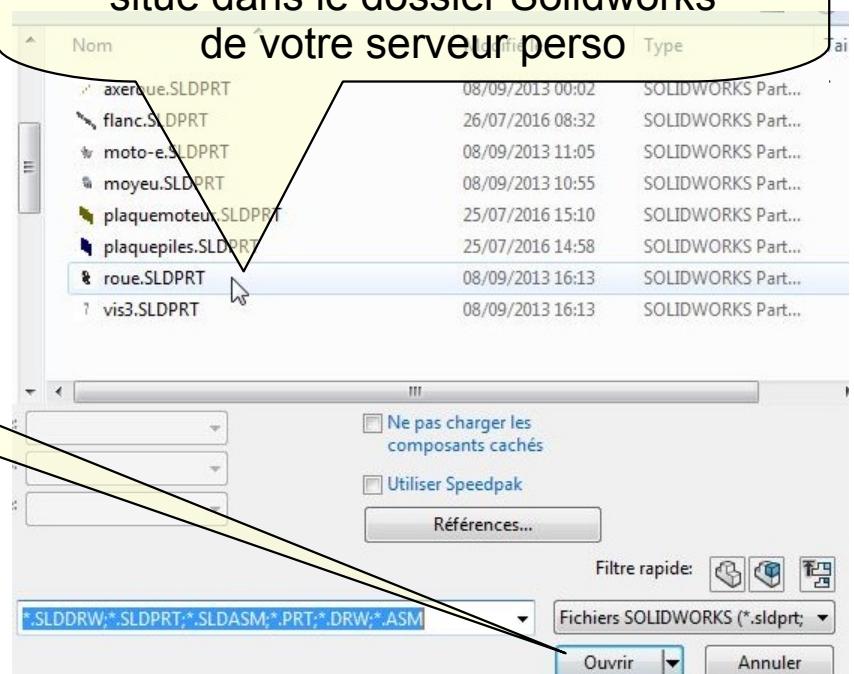 situé dans le dossier Solidworks
de votre serveur perso
Nom Type Tai
axeroue.SLDPRT 08/09/2013 00:02 SOLIDWORKS Part...
flanc.SLDPRT 26/07/2016 08:32 SOLIDWORKS Part...
moto-e.SLDPRT 08/09/2013 11:05 SOLIDWORKS Part...
moyeu.SLDPRT 08/09/2013 10:55 SOLIDWORKS Part...
plaquemoteur.SLDPRT 25/07/2016 15:10 SOLIDWORKS Part...
plaquepiles.SLDPRT 25/07/2016 14:58 SOLIDWORKS Part...
roue.SLDPRT 08/09/2013 16:13 SOLIDWORKS Part...
vis3.SLDPRT 08/09/2013 16:13 SOLIDWORKS Part...
Ne pas charger les
composants cachés
Utiliser Speedpak
Références...
Filtre rapide:
*.SLDDRW;*.SLDPRT;*.SLDASM;*.PRT;*.DRW;*.ASM Fichiers SOLIDWORKS (*.sldprt;
Ouvrir Annuler